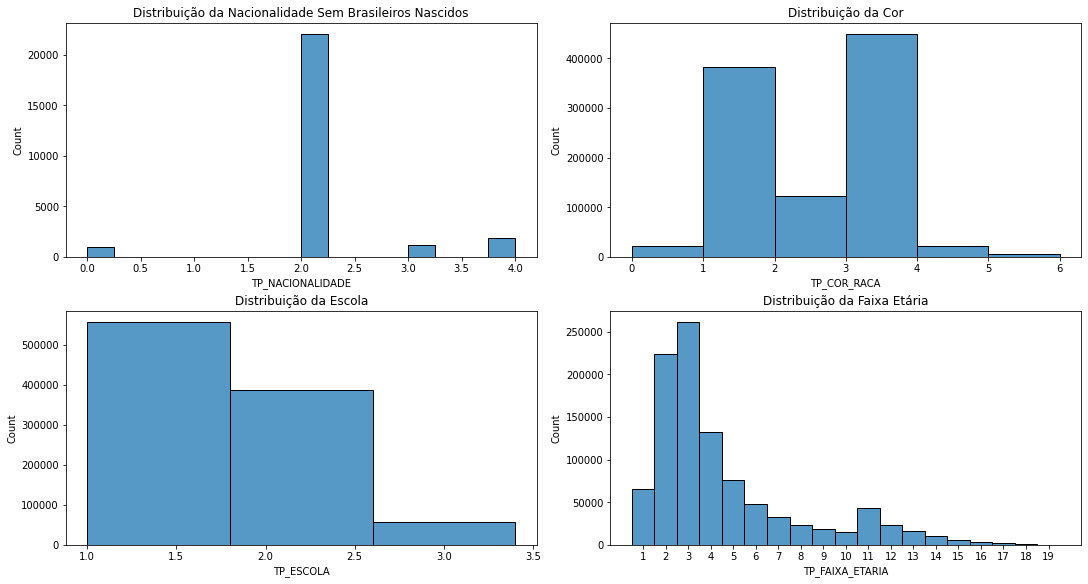 Distribuição da Nacionalidade Sem Brasileiros Nascidos
Count
20000
15000
10000
5000
0
0.0 0.5 1.0 1.5 2.0 2.5 3.0 3.5 4.0
TP_NACIONALIDADE
Distribuição da Cor
Count
400000
300000
200000
100000
0
0 1 2 3 4 5 6
TP_COR_RACA
Distribuição da Escola
Count
500000
400000
300000
200000
100000
0
1.0 1.5 2.0 2.5 3.0 3.5
TP_ESCOLA
Distribuição da Faixa Etária
Count
250000
200000
150000
100000
50000
0
1 2 3 4 5 6 7 8 9 10 11 12 13 14 15 16 17 18 19
TP_FAIXA_ETARIA